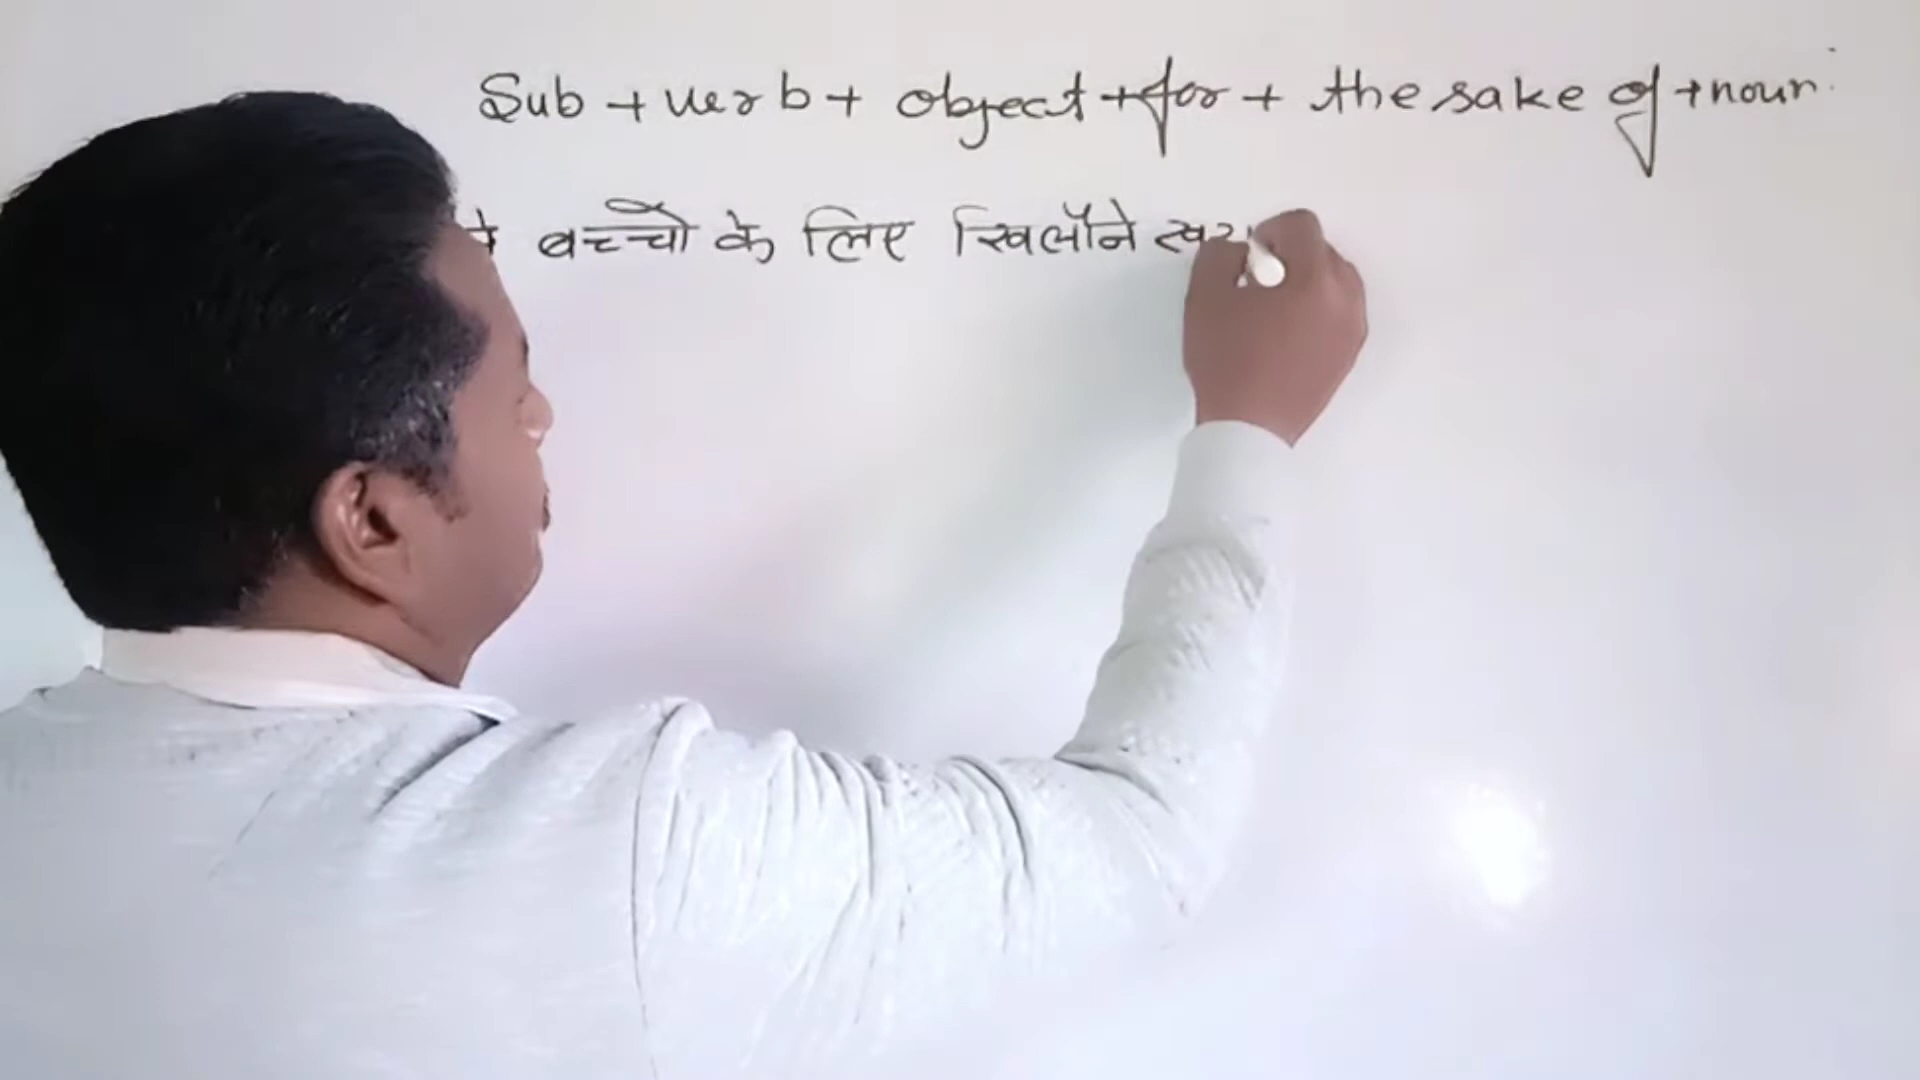 Sub + verb + object + for + the sake of + noun
बच्चों के लिए खिलौने